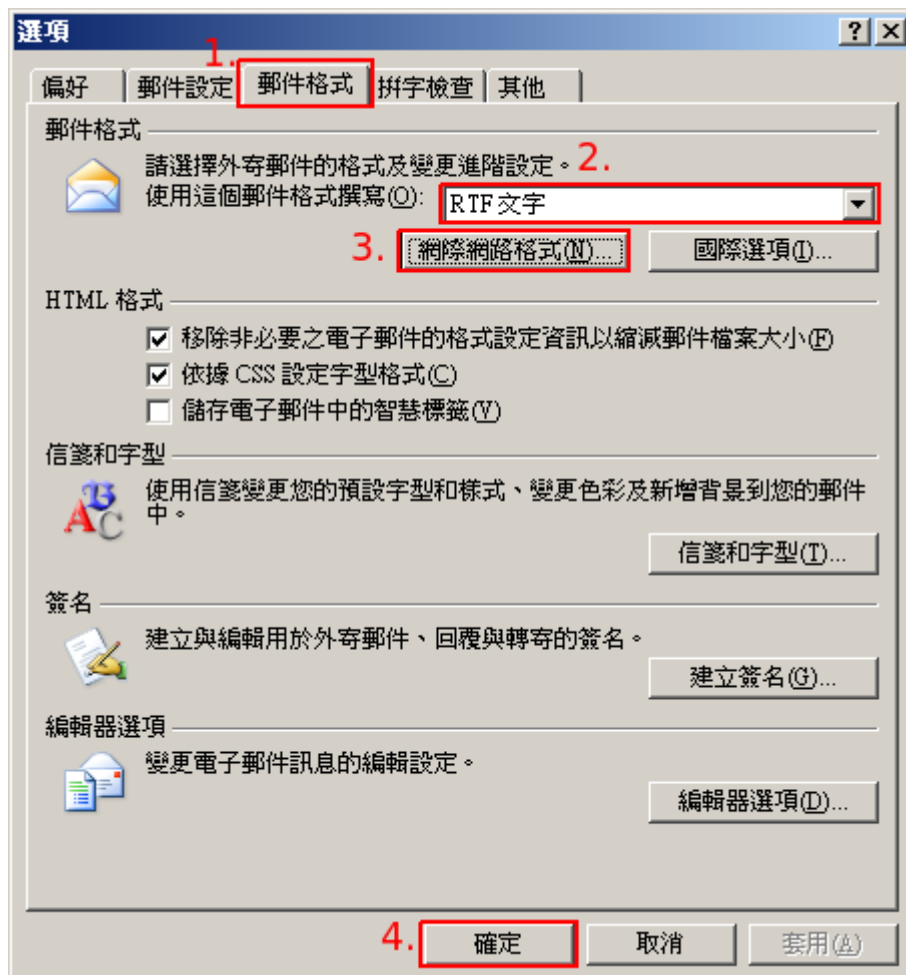 選項
1.
偏好 郵件設定 郵件格式 拼字檢查 其他
郵件格式
請選擇外寄郵件的格式及變更進階設定。 2.
使用這個郵件格式撰寫(O): RTF 文字
3. 網際網路格式(N)... 國際選項(I)...
HTML 格式
移除非必要之電子郵件的格式設定資訊以縮減郵件檔案大小(F)
依據 CSS 設定字型格式(C)
儲存電子郵件中的智慧標籤(V)
信箋和字型
使用信箋變更您的預設字型和樣式、變更色彩及新增背景到您的郵件
中。
信箋和字型(T)...
簽名
建立與編輯用於外寄郵件、回覆與轉寄的簽名。
建立簽名(G)...
編輯器選項
變更電子郵件訊息的編輯設定。
編輯器選項(D)...
4. 確定 取消 套用(A)